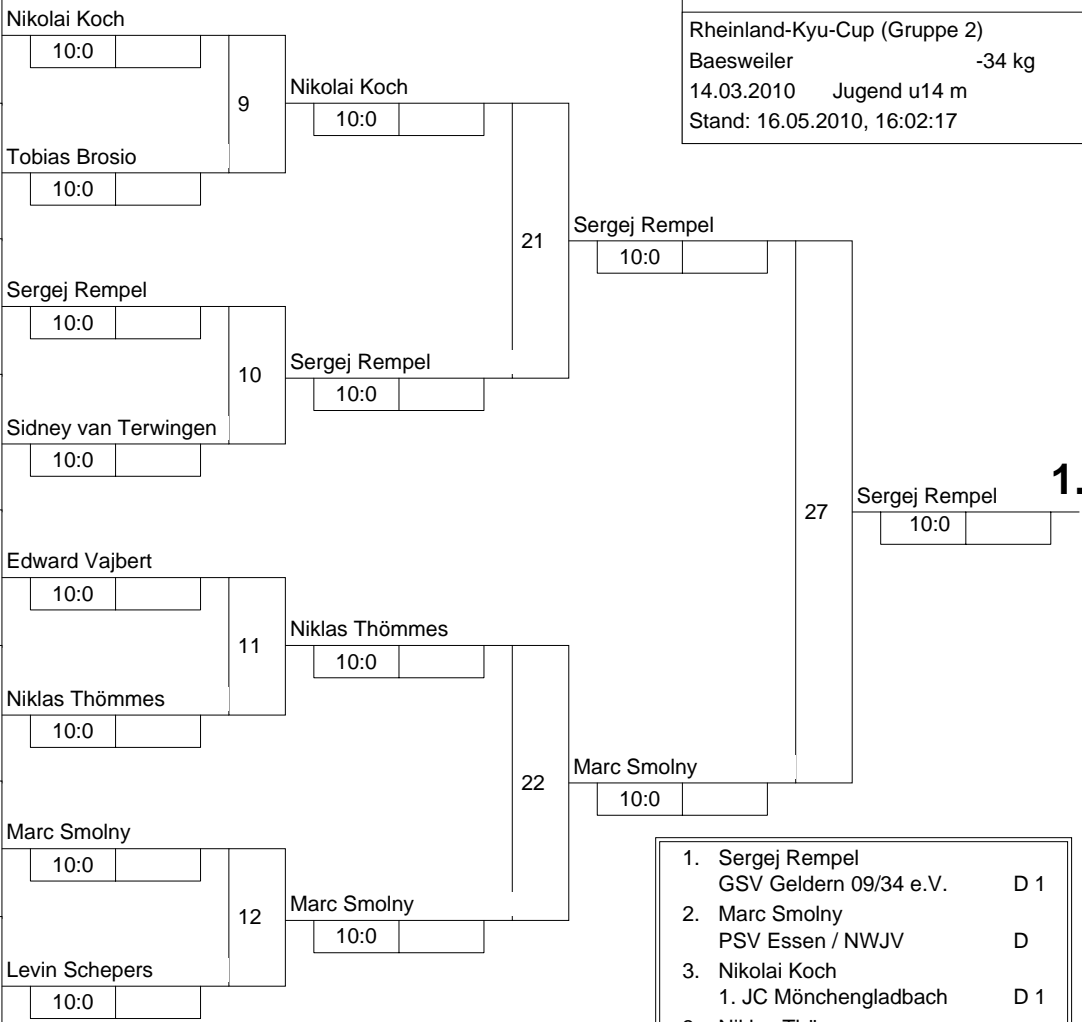 Rheinland-Kyu-Cup (Gruppe 2)
Baesweiler -34 kg
14.03.2010 Jugend u14 m
Stand: 16.05.2010, 16:02:17
Nikolai Koch
10:0
9
Tobias Brosio
10:0
Sergej Rempel
10:0
10
Sidney van Terwingen
10:0
Edward Vajbert
10:0
11
Niklas Thömmes
10:0
Marc Smolny
10:0
12
Levin Schepers
10:0
Nikolai Koch
10:0
21
Sergej Rempel
10:0
Niklas Thömmes
10:0
22
Marc Smolny
10:0
Sergej Rempel
10:0
27
Marc Smolny
10:0
Sergej Rempel 1.
10:0
1. Sergej Rempel
GSV Geldern 09/34 e.V. D 1
2. Marc Smolny
PSV Essen / NWJV D
3. Nikolai Koch
1. JC Mönchengladbach D 1